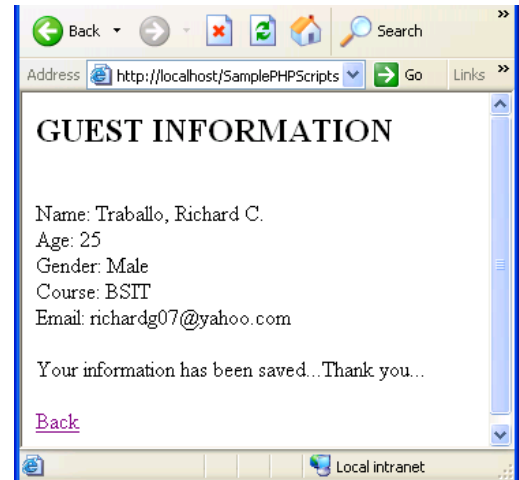 Back Search »
Address http://localhost/SamplePHPScripts Go Links »
GUEST INFORMATION
Name: Traballo, Richard C.
Age: 25
Gender: Male
Course: BSIT
Email: richardg07@yahoo.com
Your information has been saved...Thank you...
Back
Local intranet